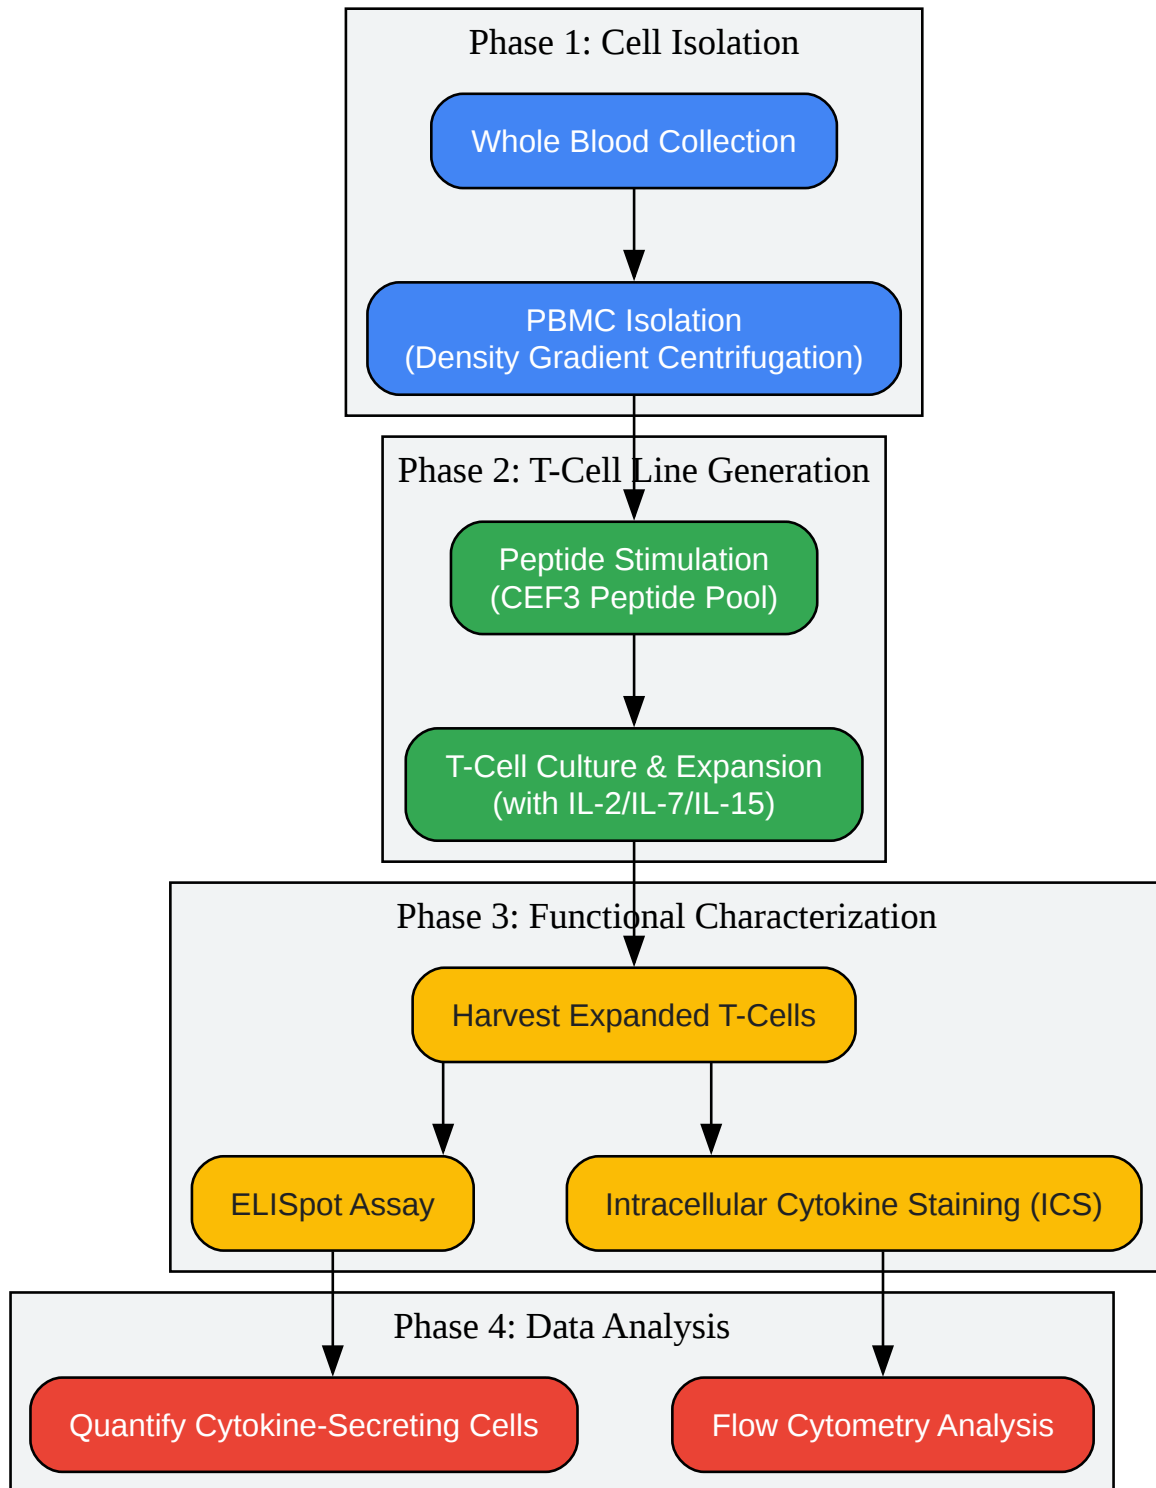 Phase 1: Cell Isolation
Whole Blood Collection
PBMC Isolation
(Density Gradient Centrifugation)
Phase 2: T-Cell Line Generation
Peptide Stimulation
(CEF3 Peptide Pool)
T-Cell Culture & Expansion
(with IL-2/IL-7/IL-15)
Phase 3: Functional Characterization
Harvest Expanded T-Cells
ELISpot Assay
Intracellular Cytokine Staining (ICS)
Phase 4: Data Analysis
Quantify Cytokine-Secreting Cells
Flow Cytometry Analysis